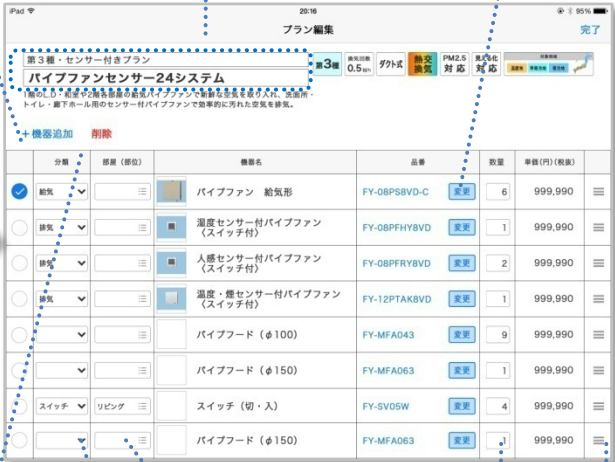 iPad 20:16 95%
プラン編集 完了
第3種・センサー付きプラン
パイプファンセンサー24システム
1階のL.D・和室や2階各部屋の給気パイプファンで新鮮な空気を取り入れ、洗面所・
トイレ・廊下ホール用のセンサー付パイプファンで効率的に汚れた空気を排気。
第3種 換気回数 0.5回/h ダクト式 熱交換気 PM2.5対応 見える化対応 対象地域
+機器追加 削除
分類 部屋（部位） 機器名 品番 数量 単価(円)(税抜)
給気 パイプファン 給気形 FY-08PS8VD-C 変更 6 999,990
排気 湿度センサー付パイプファン〈スイッチ付〉 FY-08PFHY8VD 変更 1 999,990
排気 人感センサー付パイプファン〈スイッチ付〉 FY-08PFRY8VD 変更 2 999,990
排気 温度・煙センサー付パイプファン〈スイッチ付〉 FY-12PTAK8VD 変更 1 999,990
パイプフード（φ100） FY-MFA043 変更 9 999,990
パイプフード（φ150） FY-MFA063 変更 1 999,990
スイッチ リビング スイッチ（切・入） FY-SV05W 変更 4 999,990
パイプフード（φ150） FY-MFA063 変更 1 999,990